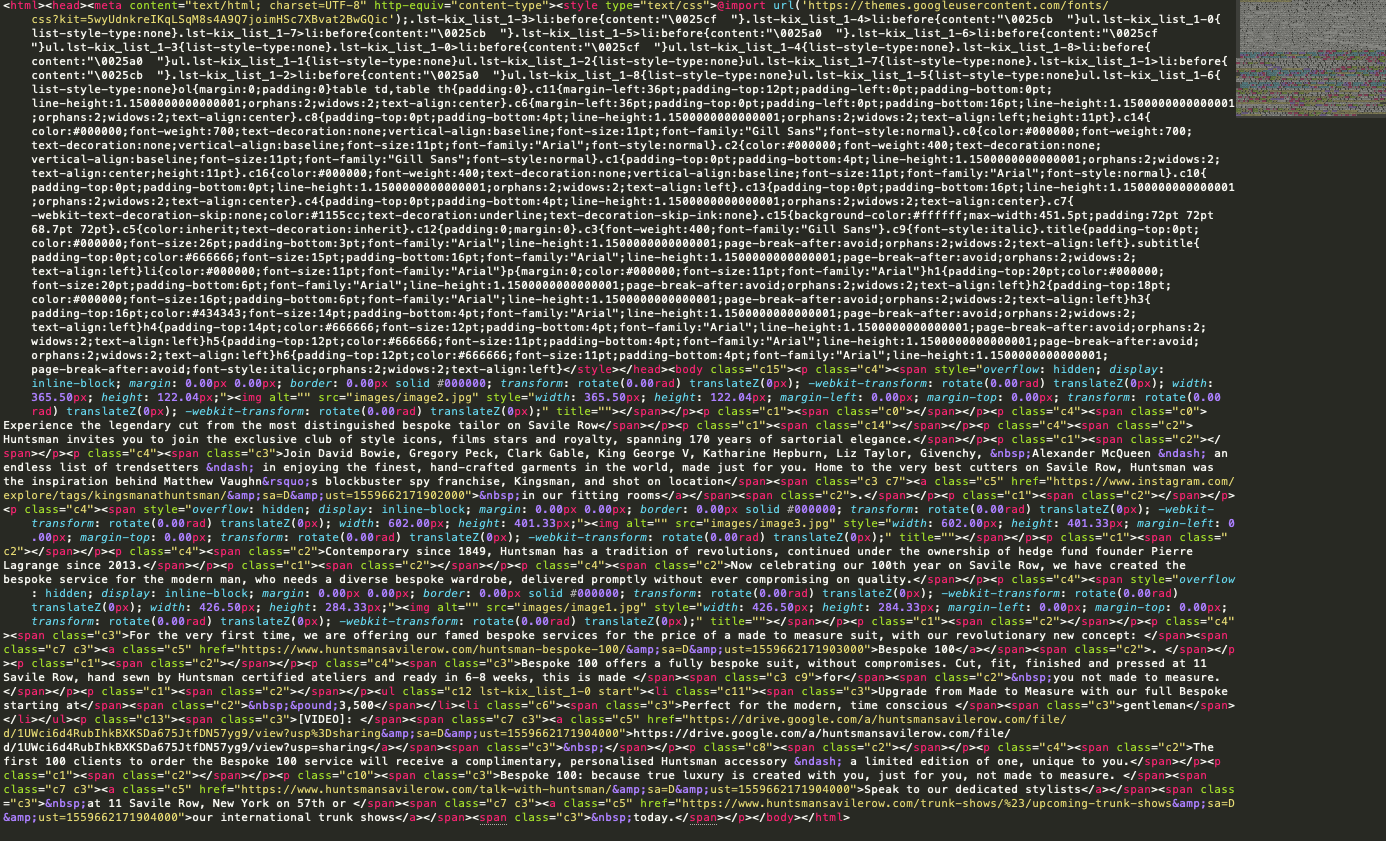 <html><head><meta content="text/html; charset=UTF-8" http-equiv="content-type"><style type="text/css">@import url('https://themes.googleusercontent.com/fonts/
css?kit=5wyUdnkreIKqLSqM8s4A9Q7joimHSc7XBvat2BwGQic');.lst-kix_list_1-3>li:before{content:"\0025cf  "}.lst-kix_list_1-4>li:before{content:"\0025cb  "}ul.lst-kix_list_1-0{
list-style-type:none}.lst-kix_list_1-7>li:before{content:"\0025cb  "}.lst-kix_list_1-5>li:before{content:"\0025a0  "}.lst-kix_list_1-6>li:before{content:"\0025cf
"}ul.lst-kix_list_1-3{list-style-type:none}.lst-kix_list_1-0>li:before{content:"\0025cf  "}ul.lst-kix_list_1-4{list-style-type:none}.lst-kix_list_1-8>li:before{
content:"\0025a0  "}ul.lst-kix_list_1-1{list-style-type:none}ul.lst-kix_list_1-2{list-style-type:none}ul.lst-kix_list_1-7{list-style-type:none}.lst-kix_list_1-1>li:before{
content:"\0025cb  "}.lst-kix_list_1-2>li:before{content:"\0025a0  "}ul.lst-kix_list_1-8{list-style-type:none}ul.lst-kix_list_1-5{list-style-type:none}ul.lst-kix_list_1-6{
list-style-type:none}ol{margin:0;padding:0}table td,table th{padding:0}.c11{margin-left:36pt;padding-top:12pt;padding-left:0pt;padding-bottom:0pt;
line-height:1.1500000000000001;orphans:2;widows:2;text-align:center}.c6{margin-left:36pt;padding-top:0pt;padding-left:0pt;padding-bottom:16pt;line-height:1.1500000000000001
;orphans:2;widows:2;text-align:center}.c8{padding-top:0pt;padding-bottom:4pt;line-height:1.1500000000000001;orphans:2;widows:2;text-align:left;height:11pt}.c14{
color:#000000;font-weight:700;text-decoration:none;vertical-align:baseline;font-size:11pt;font-family:"Gill Sans";font-style:normal}.c0{color:#000000;font-weight:700;
text-decoration:none;vertical-align:baseline;font-size:11pt;font-family:"Arial";font-style:normal}.c2{color:#000000;font-weight:400;text-decoration:none;
vertical-align:baseline;font-size:11pt;font-family:"Gill Sans";font-style:normal}.c1{padding-top:0pt;padding-bottom:4pt;line-height:1.1500000000000001;orphans:2;widows:2;
text-align:center;height:11pt}.c16{color:#000000;font-weight:400;text-decoration:none;vertical-align:baseline;font-size:11pt;font-family:"Arial";font-style:normal}.c10{
padding-top:0pt;padding-bottom:0pt;line-height:1.1500000000000001;orphans:2;widows:2;text-align:left}.c13{padding-top:0pt;padding-bottom:16pt;line-height:1.1500000000000001
;orphans:2;widows:2;text-align:center}.c4{padding-top:0pt;padding-bottom:4pt;line-height:1.1500000000000001;orphans:2;widows:2;text-align:center}.c7{
-webkit-text-decoration-skip:none;color:#1155cc;text-decoration:underline;text-decoration-skip-ink:none}.c15{background-color:#ffffff;max-width:451.5pt;padding:72pt 72pt
68.7pt 72pt}.c5{color:inherit;text-decoration:inherit}.c12{padding:0;margin:0}.c3{font-weight:400;font-family:"Gill Sans"}.c9{font-style:italic}.title{padding-top:0pt;
color:#000000;font-size:26pt;padding-bottom:3pt;font-family:"Arial";line-height:1.1500000000000001;page-break-after:avoid;orphans:2;widows:2;text-align:left}.subtitle{
padding-top:0pt;color:#666666;font-size:15pt;padding-bottom:16pt;font-family:"Arial";line-height:1.1500000000000001;page-break-after:avoid;orphans:2;widows:2;
text-align:left}li{color:#000000;font-size:11pt;font-family:"Arial"}p{margin:0;color:#000000;font-size:11pt;font-family:"Arial"}h1{padding-top:20pt;color:#000000;
font-size:20pt;padding-bottom:6pt;font-family:"Arial";line-height:1.1500000000000001;page-break-after:avoid;orphans:2;widows:2;text-align:left}h2{padding-top:18pt;
color:#000000;font-size:16pt;padding-bottom:6pt;font-family:"Arial";line-height:1.1500000000000001;page-break-after:avoid;orphans:2;widows:2;text-align:left}h3{
padding-top:16pt;color:#434343;font-size:14pt;padding-bottom:4pt;font-family:"Arial";line-height:1.1500000000000001;page-break-after:avoid;orphans:2;widows:2;
text-align:left}h4{padding-top:14pt;color:#666666;font-size:12pt;padding-bottom:4pt;font-family:"Arial";line-height:1.1500000000000001;page-break-after:avoid;orphans:2;
widows:2;text-align:left}h5{padding-top:12pt;color:#666666;font-size:11pt;padding-bottom:4pt;font-family:"Arial";line-height:1.1500000000000001;page-break-after:avoid;
orphans:2;widows:2;text-align:left}h6{padding-top:12pt;color:#666666;font-size:11pt;padding-bottom:4pt;font-family:"Arial";line-height:1.1500000000000001;
page-break-after:avoid;font-style:italic;orphans:2;widows:2;text-align:left}</style></head><body class="c15"><p class="c4"><span style="overflow: hidden; display:
inline-block; margin: 0.00px 0.00px; border: 0.00px solid #000000; transform: rotate(0.00rad) translateZ(0px); -webkit-transform: rotate(0.00rad) translateZ(0px); width:
365.50px; height: 122.04px;"><img alt="" src="images/image2.jpg" style="width: 365.50px; height: 122.04px; margin-left: 0.00px; margin-top: 0.00px; transform: rotate(0.00
rad) translateZ(0px); -webkit-transform: rotate(0.00rad) translateZ(0px);" title=""></span></p><p class="c1"><span class="c0"></span></p><p class="c4"><span class="c0">
Experience the legendary cut from the most distinguished bespoke tailor on Savile Row</span></p><p class="c1"><span class="c14"></span></p><p class="c4"><span class="c2">
Huntsman invites you to join the exclusive club of style icons, films stars and royalty, spanning 170 years of sartorial elegance.</span></p><p class="c1"><span class="c2"></
span></p><p class="c4"><span class="c3">Join David Bowie, Gregory Peck, Clark Gable, King George V, Katharine Hepburn, Liz Taylor, Givenchy, &nbsp;Alexander McQueen &ndash; an
endless list of trendsetters &ndash; in enjoying the finest, hand-crafted garments in the world, made just for you. Home to the very best cutters on Savile Row, Huntsman was
the inspiration behind Matthew Vaughn&rsquo;s blockbuster spy franchise, Kingsman, and shot on location</span><span class="c3 c7"><a class="c5" href="https://www.instagram.com/
explore/tags/kingsmanathuntsman/&amp;sa=D&amp;ust=1559662171902000">&nbsp;in our fitting rooms</a></span><span class="c2">.</span></p><p class="c1"><span class="c2"></span></p>
<p class="c4"><span style="overflow: hidden; display: inline-block; margin: 0.00px 0.00px; border: 0.00px solid #000000; transform: rotate(0.00rad) translateZ(0px); -webkit-
transform: rotate(0.00rad) translateZ(0px); width: 602.00px; height: 401.33px;"><img alt="" src="images/image3.jpg" style="width: 602.00px; height: 401.33px; margin-left: 0
.00px; margin-top: 0.00px; transform: rotate(0.00rad) translateZ(0px); -webkit-transform: rotate(0.00rad) translateZ(0px);" title=""></span></p><p class="c1"><span class="
c2"></span></p><p class="c4"><span class="c2">Contemporary since 1849, Huntsman has a tradition of revolutions, continued under the ownership of hedge fund founder Pierre
Lagrange since 2013.</span></p><p class="c1"><span class="c2"></span></p><p class="c4"><span class="c2">Now celebrating our 100th year on Savile Row, we have created the
bespoke service for the modern man, who needs a diverse bespoke wardrobe, delivered promptly without ever compromising on quality.</span></p><p class="c4"><span style="overflow
: hidden; display: inline-block; margin: 0.00px 0.00px; border: 0.00px solid #000000; transform: rotate(0.00rad) translateZ(0px); -webkit-transform: rotate(0.00rad)
translateZ(0px); width: 426.50px; height: 284.33px;"><img alt="" src="images/image1.jpg" style="width: 426.50px; height: 284.33px; margin-left: 0.00px; margin-top: 0.00px;
transform: rotate(0.00rad) translateZ(0px); -webkit-transform: rotate(0.00rad) translateZ(0px);" title=""></span></p><p class="c1"><span class="c2"></span></p><p class="c4"
><span class="c3">For the very first time, we are offering our famed bespoke services for the price of a made to measure suit, with our revolutionary new concept: </span><span
class="c7 c3"><a class="c5" href="https://www.huntsmansavilerow.com/huntsman-bespoke-100/&amp;sa=D&amp;ust=1559662171903000">Bespoke 100</a></span><span class="c2">. </span></p
><p class="c1"><span class="c2"></span></p><p class="c4"><span class="c3">Bespoke 100 offers a fully bespoke suit, without compromises. Cut, fit, finished and pressed at 11
Savile Row, hand sewn by Huntsman certified ateliers and ready in 6-8 weeks, this is made </span><span class="c3 c9">for</span><span class="c2">&nbsp;you not made to measure.
</span></p><p class="c1"><span class="c2"></span></p><ul class="c12 lst-kix_list_1-0 start"><li class="c11"><span class="c3">Upgrade from Made to Measure with our full Bespoke
starting at</span><span class="c2">&nbsp;&pound;3,500</span></li><li class="c6"><span class="c3">Perfect for the modern, time conscious </span><span class="c3">gentleman</span>
</li></ul><p class="c13"><span class="c3">[VIDEO]: </span><span class="c7 c3"><a class="c5" href="https://drive.google.com/a/huntsmansavilerow.com/file/
d/1UWci6d4RubIhkBXKSDa675JtfDN57yg9/view?usp%3Dsharing&amp;sa=D&amp;ust=1559662171904000">https://drive.google.com/a/huntsmansavilerow.com/file/
d/1UWci6d4RubIhkBXKSDa675JtfDN57yg9/view?usp=sharing</a></span><span class="c3">&nbsp;</span></p><p class="c8"><span class="c2"></span></p><p class="c4"><span class="c2">The
first 100 clients to order the Bespoke 100 service will receive a complimentary, personalised Huntsman accessory &ndash; a limited edition of one, unique to you.</span></p><p
class="c1"><span class="c2"></span></p><p class="c10"><span class="c3">Bespoke 100: because true luxury is created with you, just for you, not made to measure. </span><span
class="c7 c3"><a class="c5" href="https://www.huntsmansavilerow.com/talk-with-huntsman/&amp;sa=D&amp;ust=1559662171904000">Speak to our dedicated stylists</a></span><span class
="c3">&nbsp;at 11 Savile Row, New York on 57th or </span><span class="c7 c3"><a class="c5" href="https://www.huntsmansavilerow.com/trunk-shows/%23/upcoming-trunk-shows&amp;sa=D
&amp;ust=1559662171904000">our international trunk shows</a></span><span class="c3">&nbsp;today.</span></p></body></html>